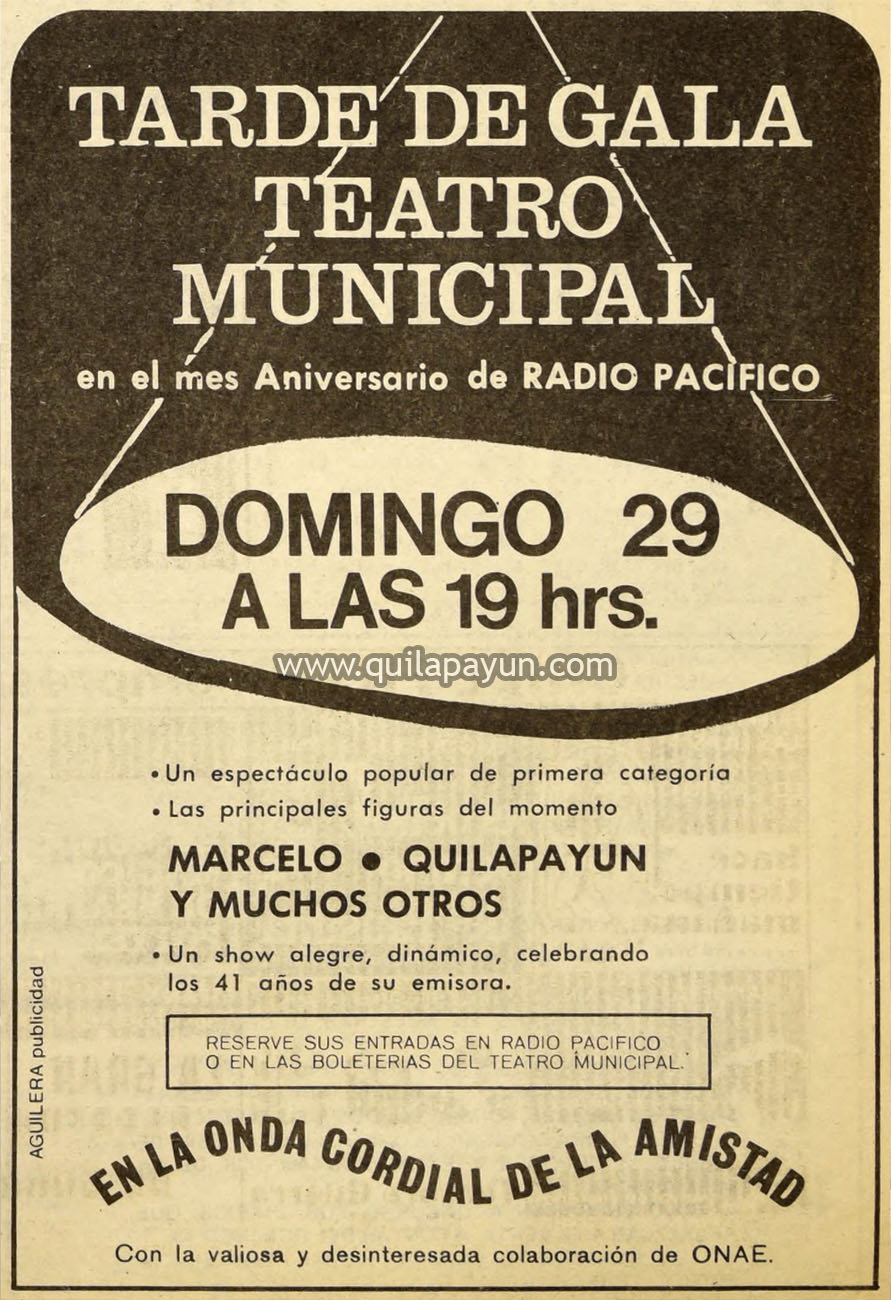 TARDE DE GALA
TEATRO
MUNICIPAL
en el mes Aniversario de RADIO PACIFICO
DOMINGO 29
A LAS 19 hrs.
www.quilapayun.com
• Un espectáculo popular de primera categoría
• Las principales figuras del momento
MARCELO • QUILAPAYUN
Y MUCHOS OTROS
• Un show alegre, dinámico, celebrando
los 41 años de su emisora.
RESERVE SUS ENTRADAS EN RADIO PACIFICO
O EN LAS BOLETERIAS DEL TEATRO MUNICIPAL.
EN LA ONDA CORDIAL DE LA AMISTAD
Con la valiosa y desinteresada colaboración de ONAE.
AGUILERA publicidad